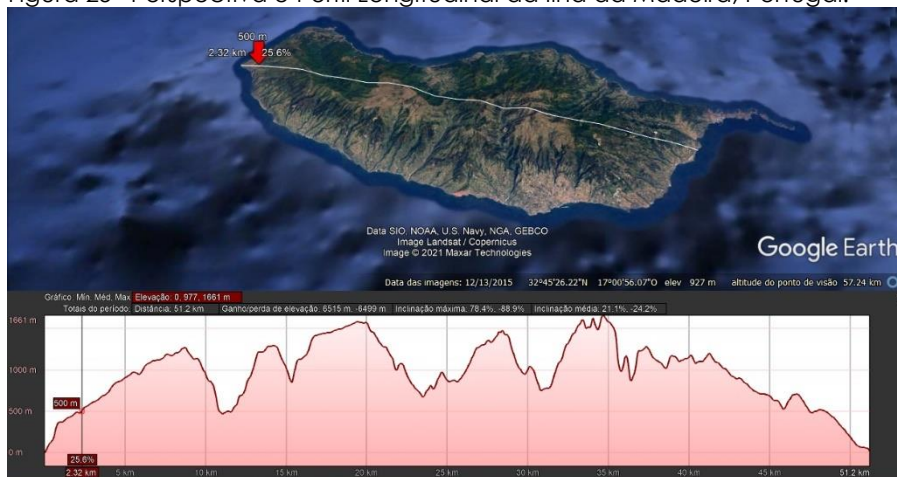 Figura 25- Perspectiva e Perfil Longitudinal da Ilha da Madeira, Portugal.
500 m
2.32 km 25.6%
Data SIO, NOAA, U.S. Navy, NGA, GEBCO
Image Landsat / Copernicus
Image © 2021 Maxar Technologies
Google Earth
Data das imagens: 12/13/2015 32°45'26.22"N 17°00'56.07"O elev 927 m altitude do ponto de visão 57.24 km
Gráfico: Mín. Méd. Max. Elevação: 0, 977, 1661 m
Totais do período: Distância: 51.2 km Ganho/perda de elevação: 6515 m, -6499 m Inclinação máxima: 78.4%, -88.9% Inclinação média: 21.1%, -24.2%
1661 m
1000 m
500 m
500 m
0 m
25.6%
2.32 km 5 km 10 km 15 km 20 km 25 km 30 km 35 km 40 km 45 km 51.2 km